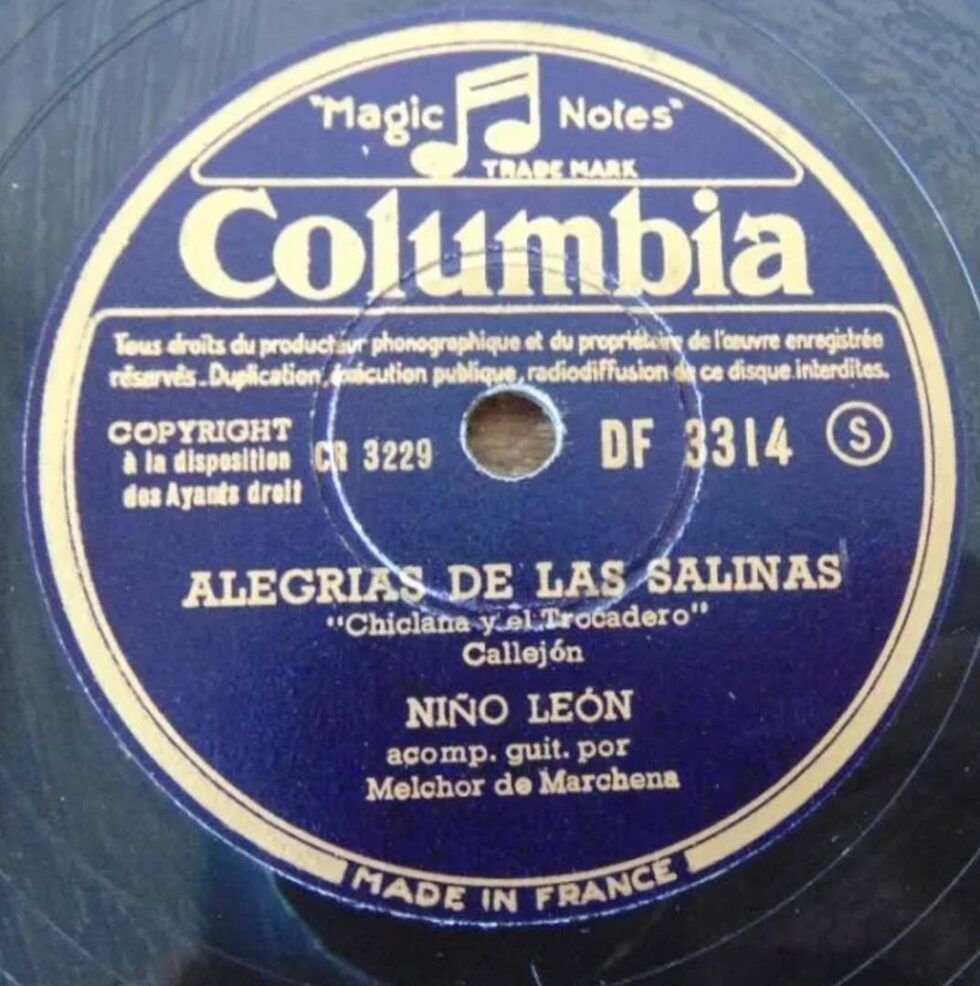 "Magic Notes"
TRADE MARK
Columbia
Tous droits du producteur phonographique et du propriétaire de l'œuvre enregistrée
réservés. Duplication, exécution publique, radiodiffusion de ce disque interdites.
COPYRIGHT
à la disposition
des Ayants droit
CR 3229
DF 3314
S
ALEGRIAS DE LAS SALINAS
"Chiclana y el Trocadero"
Callejón
NIÑO LEÓN
acomp. guit. por
Melchor de Marchena
MADE IN FRANCE